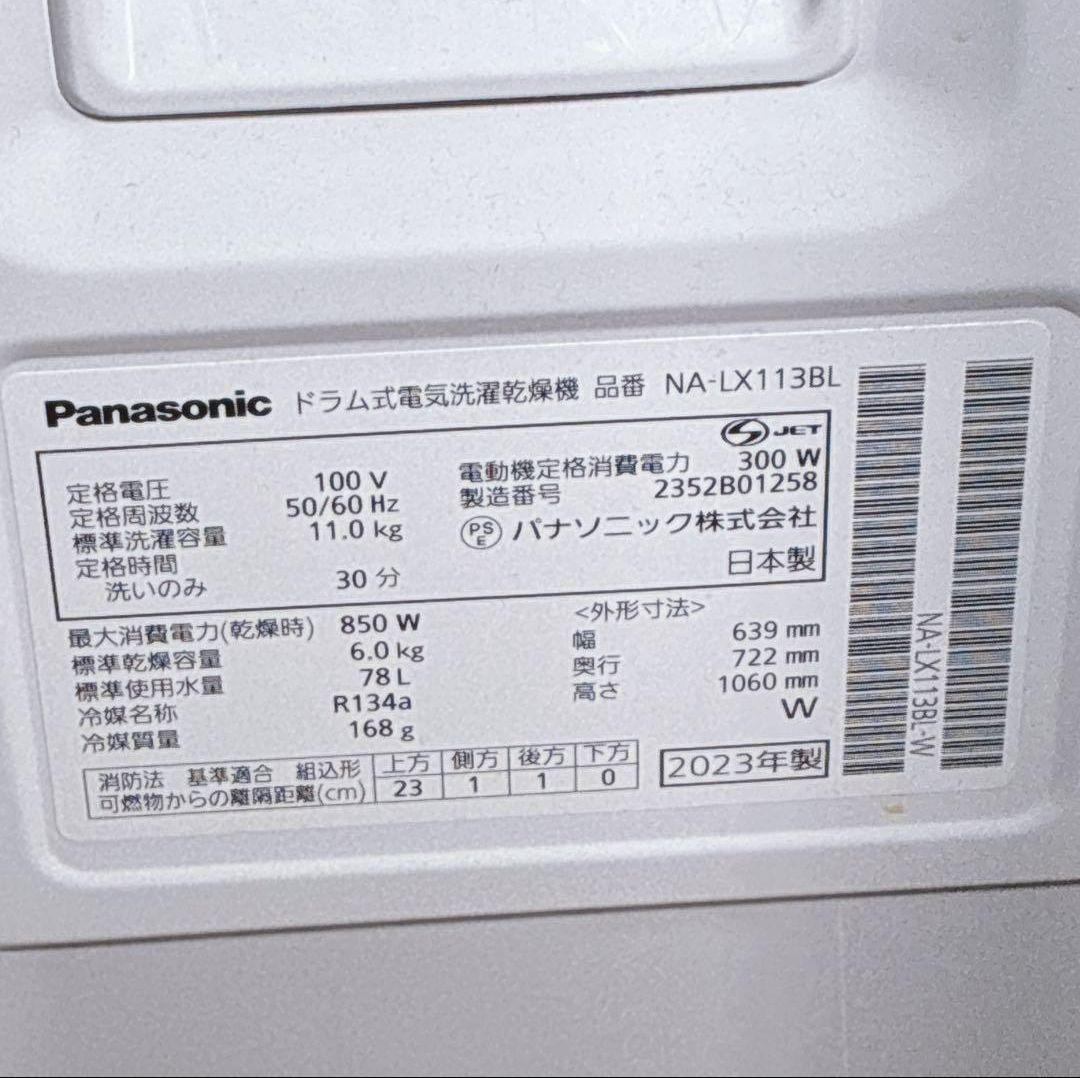 Panasonic ドラム式電気洗濯乾燥機 品番 NA-LX113BL
JET
定格電圧 100 V
定格周波数 50/60 Hz
標準洗濯容量 11.0 kg
定格時間
洗いのみ 30 分
電動機定格消費電力 300 W
製造番号 2352B01258
PSE パナソニック株式会社
日本製
最大消費電力(乾燥時) 850 W
標準乾燥容量 6.0 kg
標準使用水量 78 L
冷媒名称 R134a
冷媒質量 168 g
<外形寸法>
幅 639 mm
奥行 722 mm
高さ 1060 mm
W
消防法 基準適合 組込形 上方 側方 後方 下方
可燃物からの離隔距離(cm) 23 1 1 0
2023年製
NA-LX113BL-W